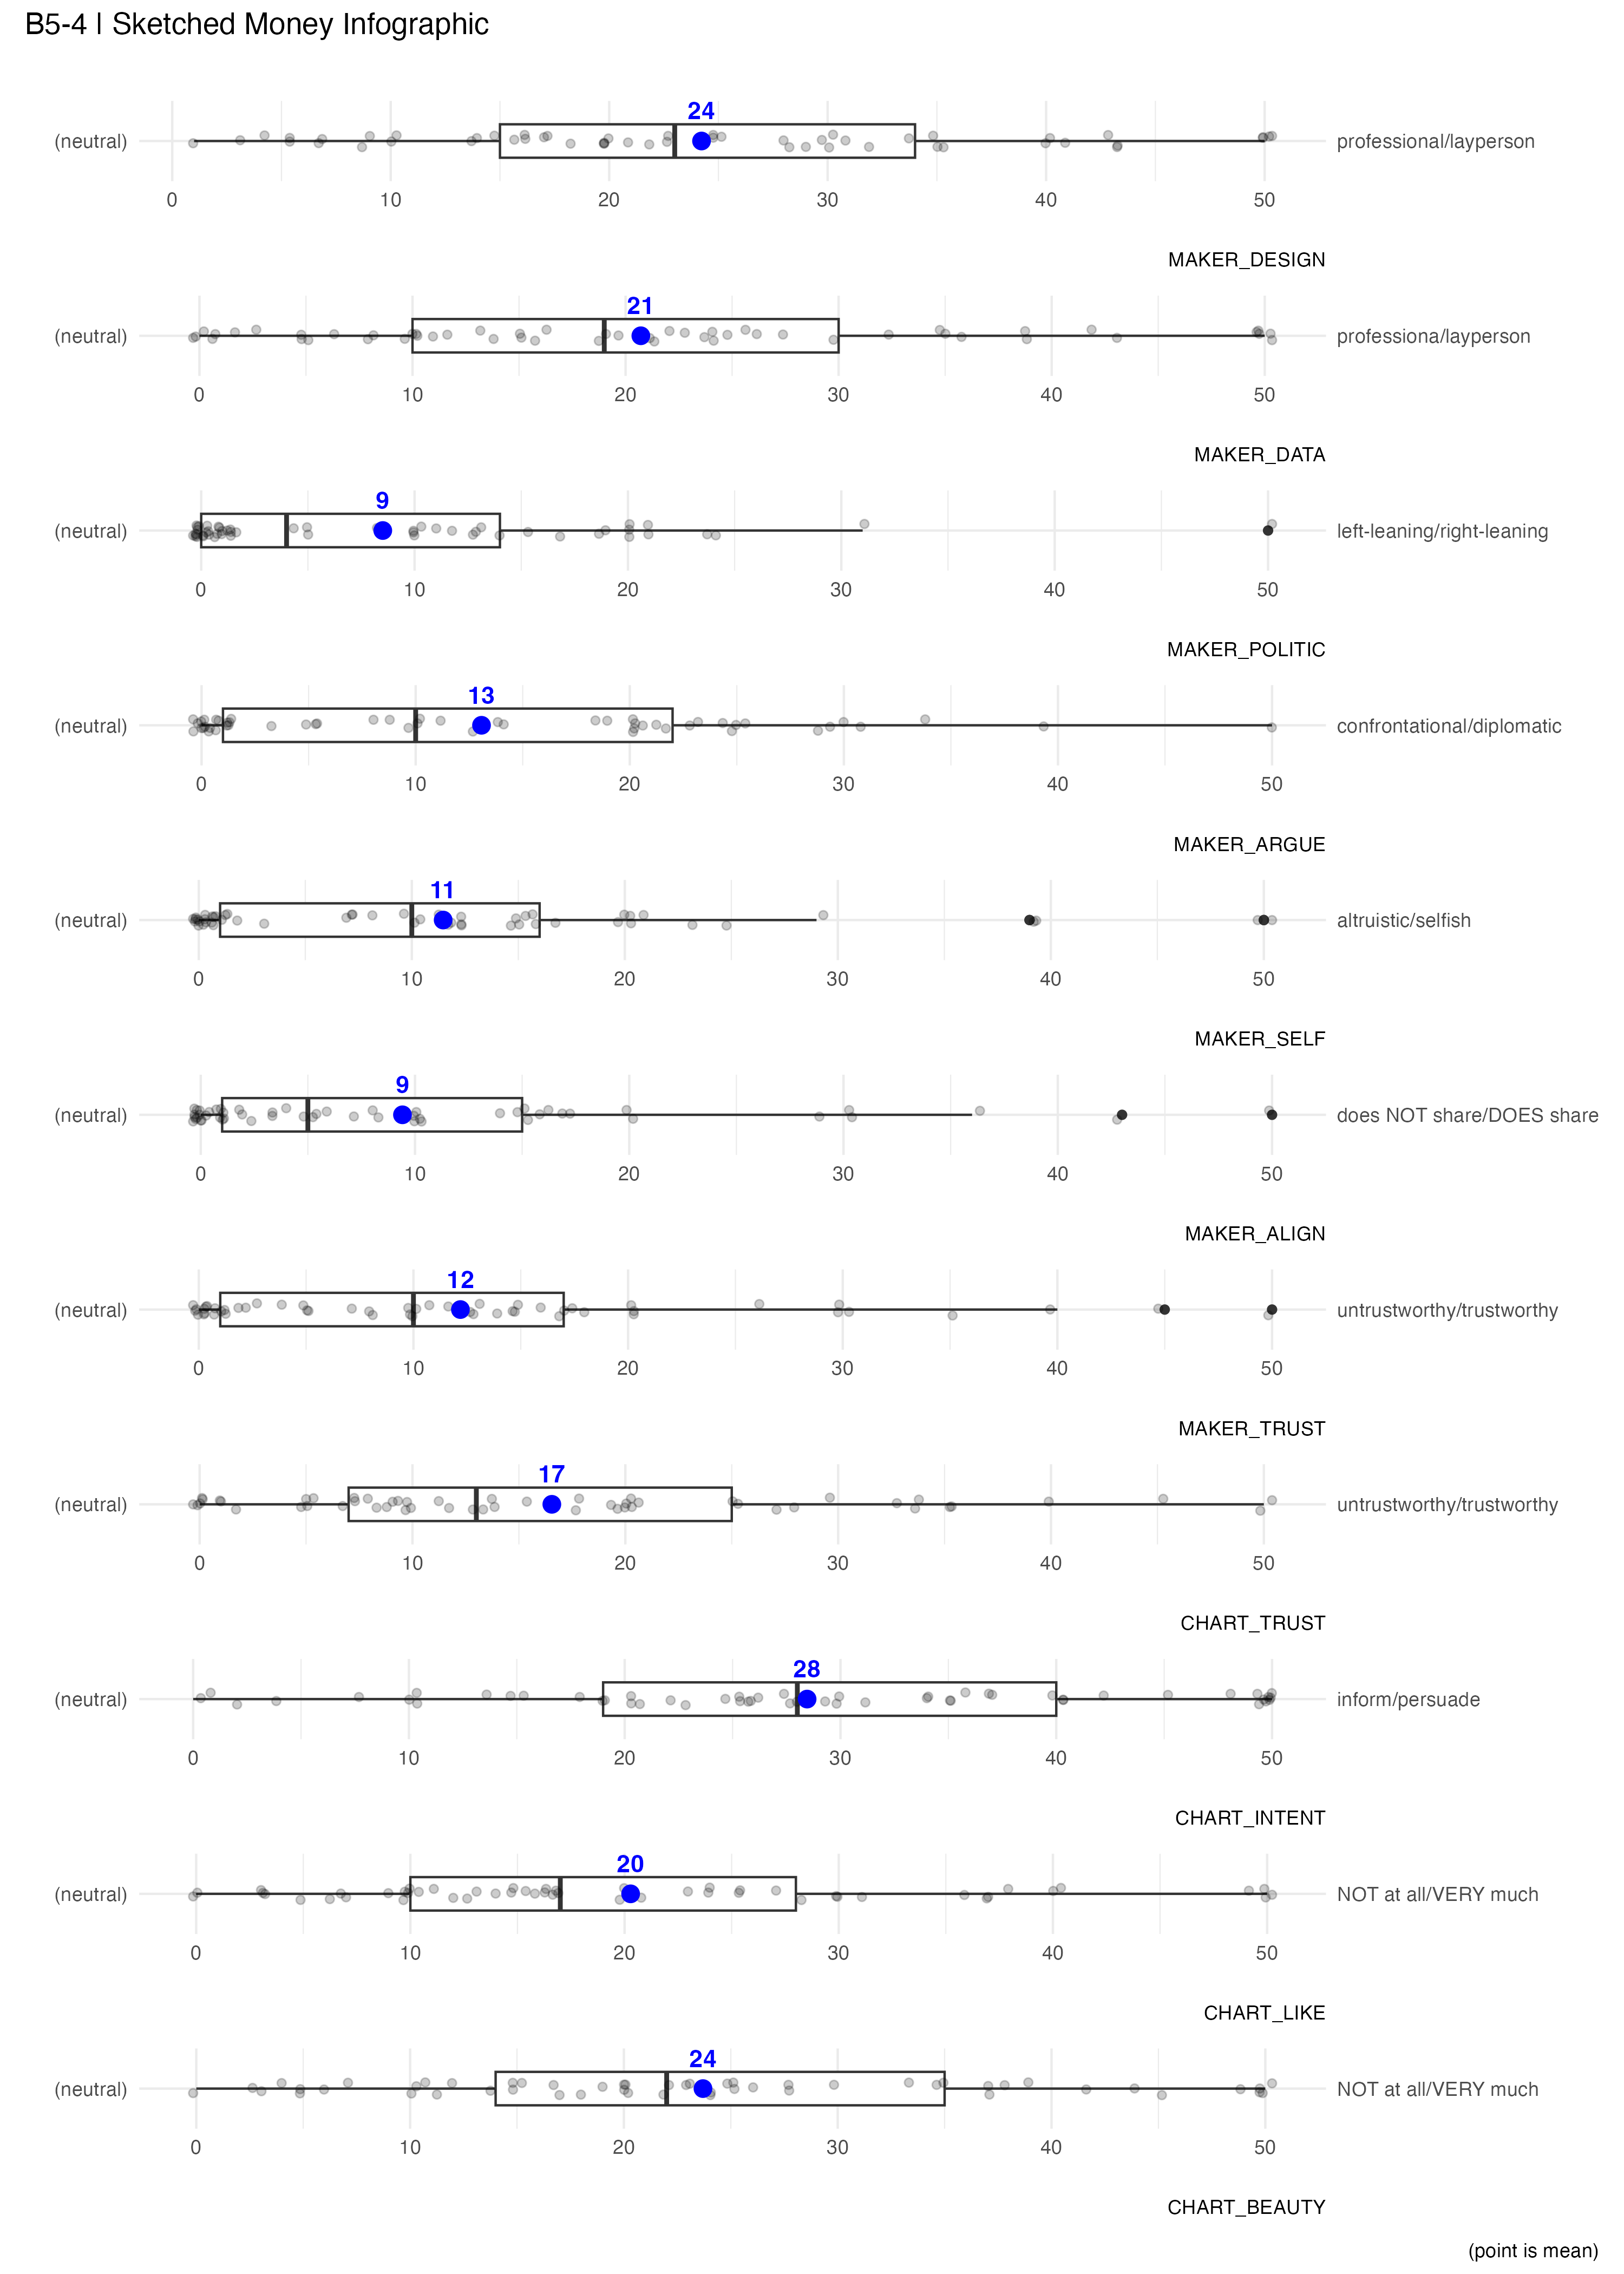 B5-4 | Sketched Money Infographic
24
(neutral) professional/layperson
0 10 20 30 40 50
MAKER_DESIGN
21
(neutral) professiona/layperson
0 10 20 30 40 50
MAKER_DATA
9
(neutral) left-leaning/right-leaning
0 10 20 30 40 50
MAKER_POLITIC
13
(neutral) confrontational/diplomatic
0 10 20 30 40 50
MAKER_ARGUE
11
(neutral) altruistic/selfish
0 10 20 30 40 50
MAKER_SELF
9
(neutral) does NOT share/DOES share
0 10 20 30 40 50
MAKER_ALIGN
12
(neutral) untrustworthy/trustworthy
0 10 20 30 40 50
MAKER_TRUST
17
(neutral) untrustworthy/trustworthy
0 10 20 30 40 50
CHART_TRUST
28
(neutral) inform/persuade
0 10 20 30 40 50
CHART_INTENT
20
(neutral) NOT at all/VERY much
0 10 20 30 40 50
CHART_LIKE
24
(neutral) NOT at all/VERY much
0 10 20 30 40 50
CHART_BEAUTY
(point is mean)